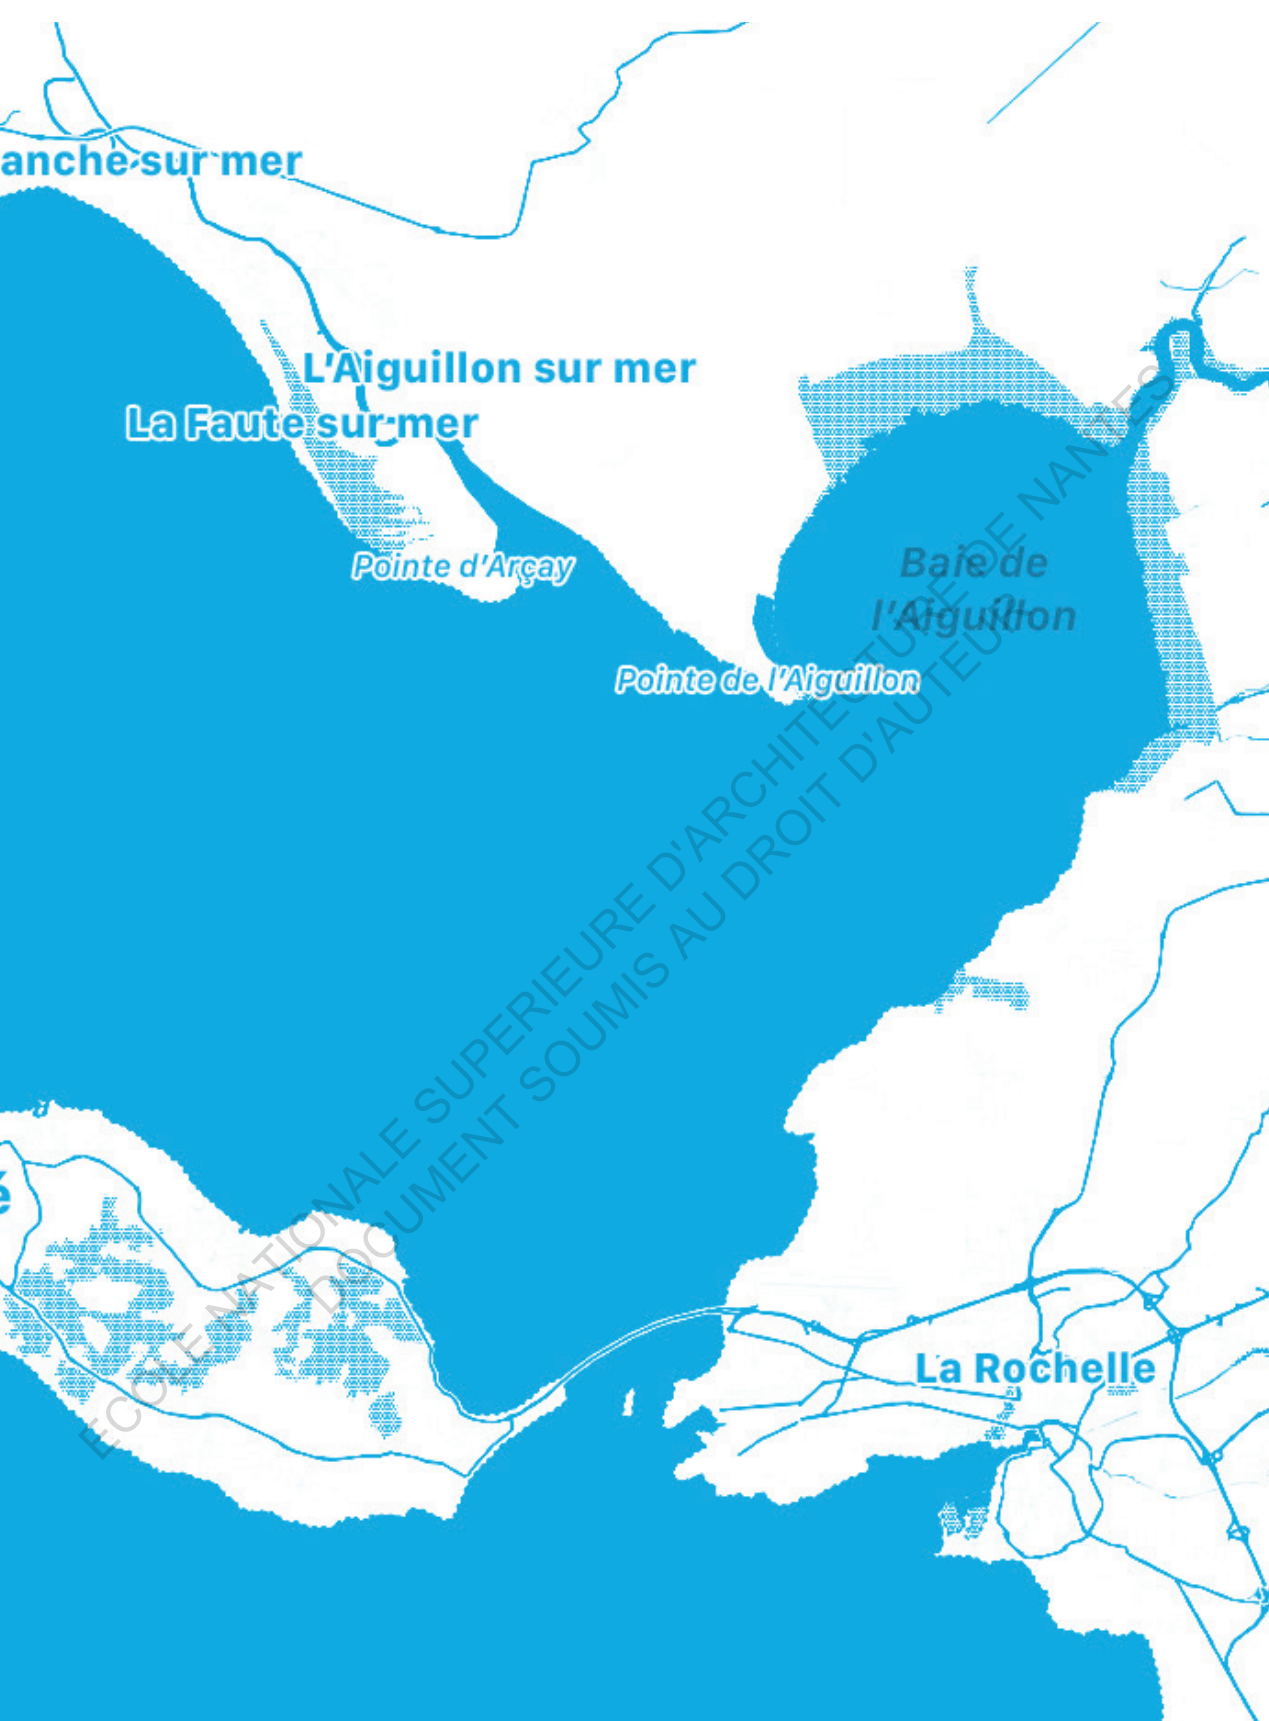 anche sur mer
L'Aiguillon sur mer
La Faute sur mer
Pointe d'Arçay
Baie de
l'Aiguillon
Pointe de l'Aiguillon
é
La Rochelle
ECOLE NATIONALE SUPERIEURE D'ARCHITECTURE DE NANTES
DOCUMENT SOUMIS AU DROIT D'AUTEUR